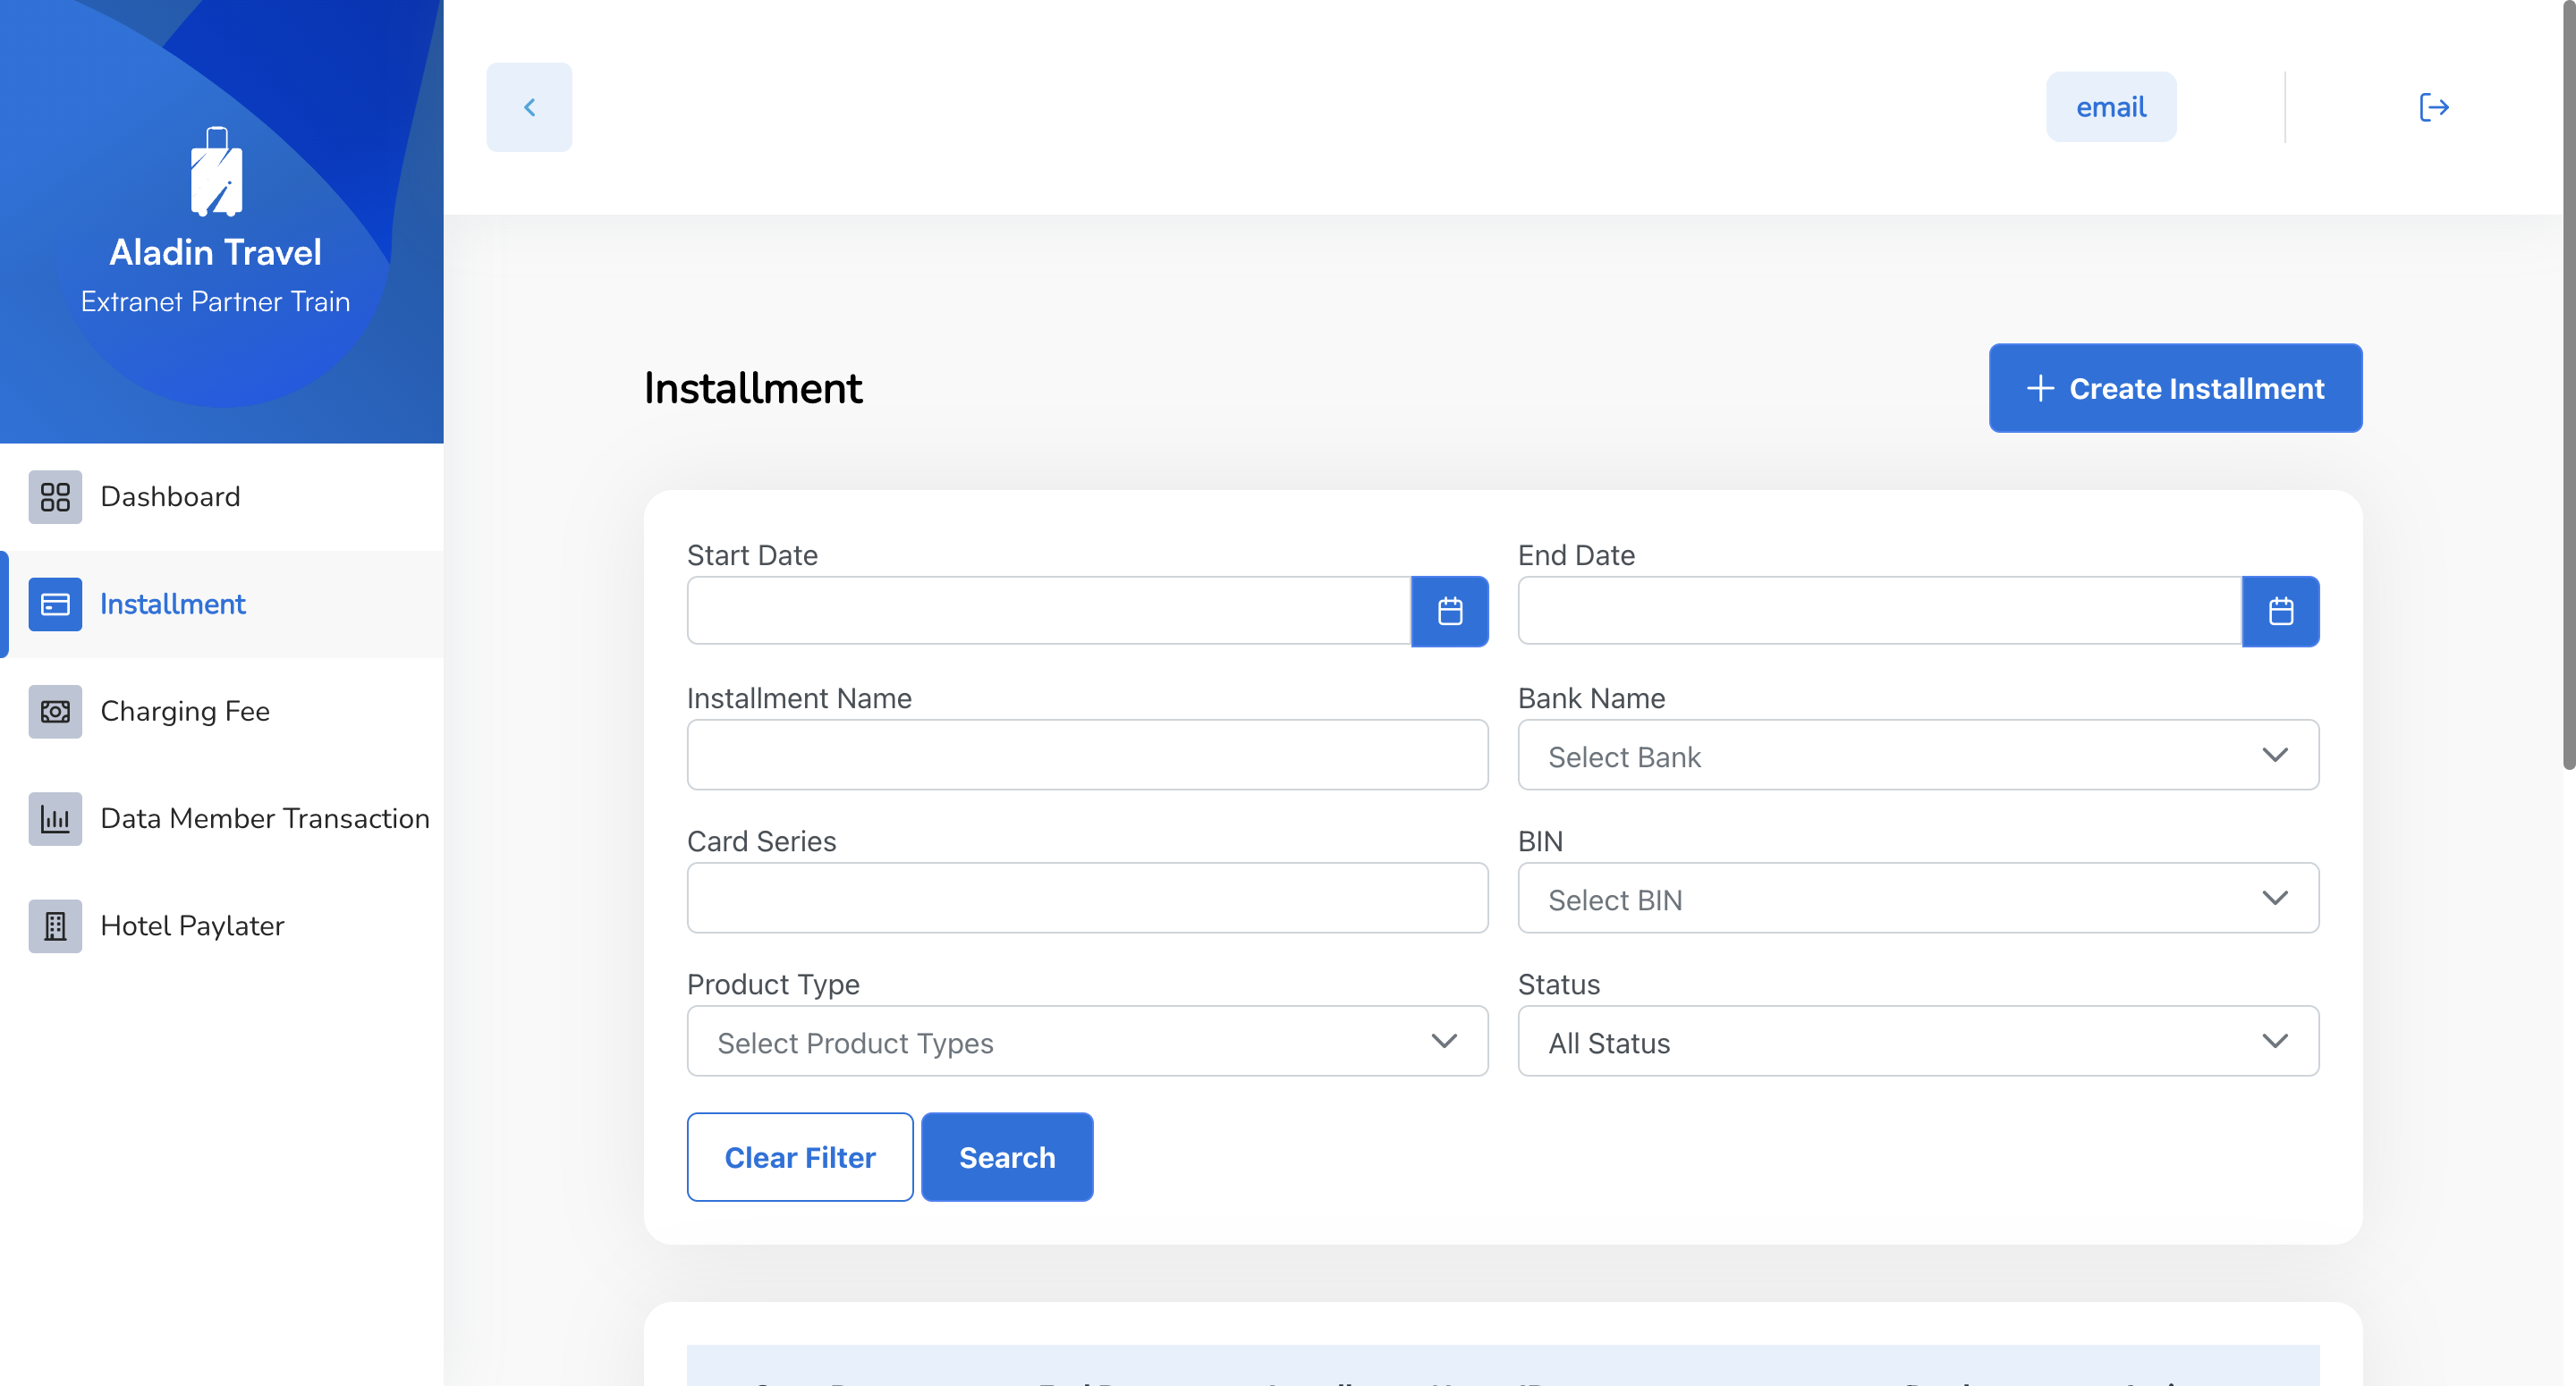 Aladin Travel
Extranet Partner Train
Dashboard
Installment
Charging Fee
Data Member Transaction
Hotel Paylater
email
Installment
Create Installment
Start Date
End Date
Installment Name
Bank Name
Select Bank
Card Series
BIN
Select BIN
Product Type
Status
Select Product Types
All Status
Clear Filter
Search